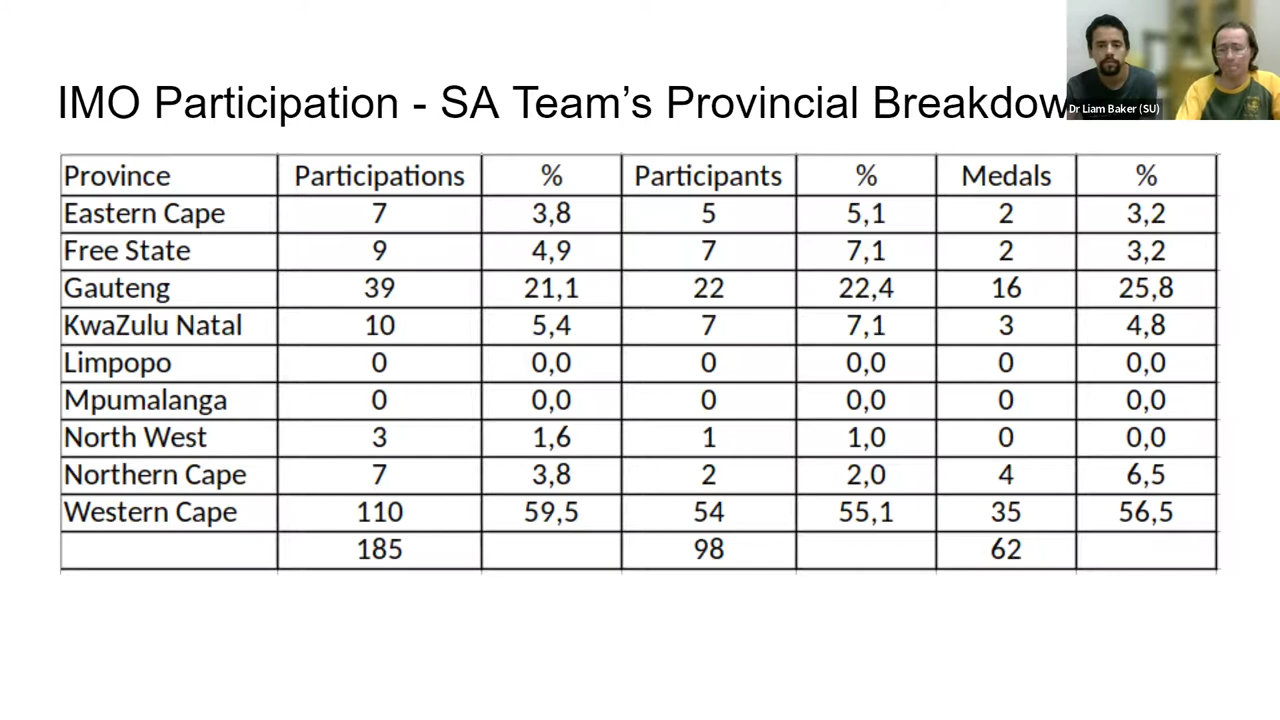 IMO Participation - SA Team's Provincial Breakdow
Dr Liam Baker (SU)
Province Participations % Participants % Medals %
Eastern Cape 7 3,8 5 5,1 2 3,2
Free State 9 4,9 7 7,1 2 3,2
Gauteng 39 21,1 22 22,4 16 25,8
KwaZulu Natal 10 5,4 7 7,1 3 4,8
Limpopo 0 0,0 0 0,0 0 0,0
Mpumalanga 0 0,0 0 0,0 0 0,0
North West 3 1,6 1 1,0 0 0,0
Northern Cape 7 3,8 2 2,0 4 6,5
Western Cape 110 59,5 54 55,1 35 56,5
185 98 62